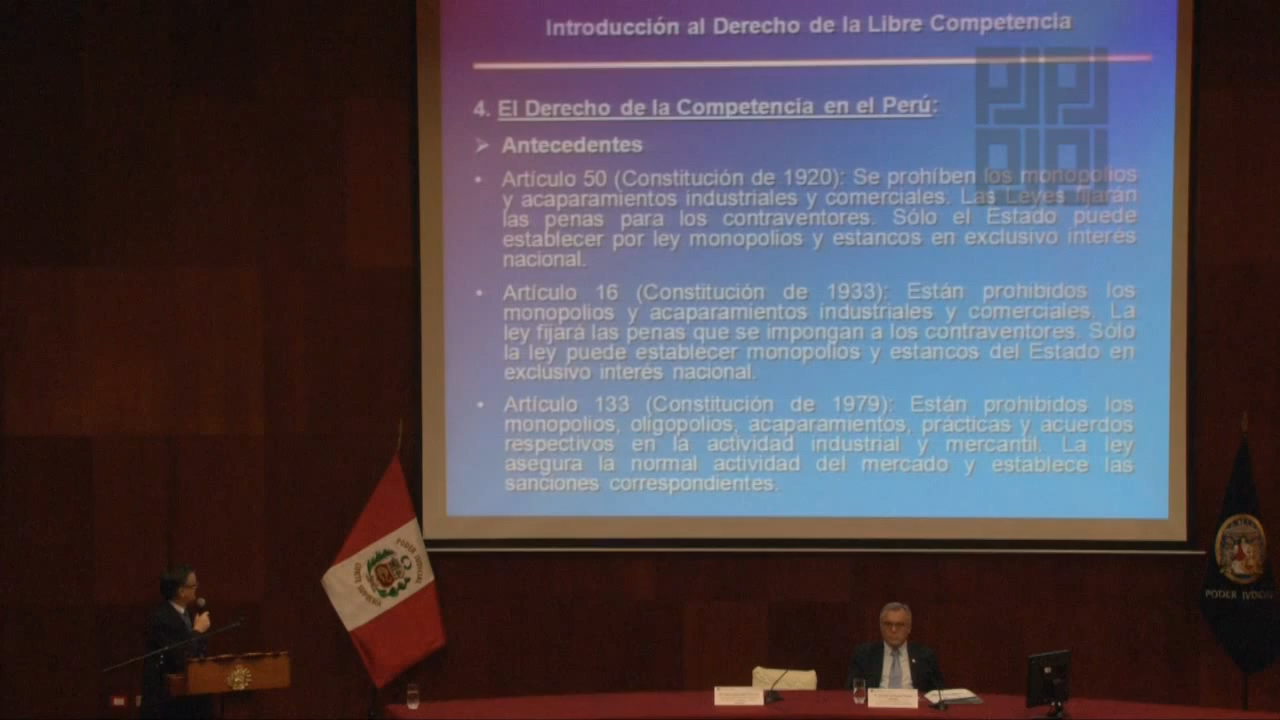 Introducción al Derecho de la Libre Competencia
4. El Derecho de la Competencia en el Perú:
➢ Antecedentes
• Artículo 50 (Constitución de 1920): Se prohíben los monopolios
y acaparamientos industriales y comerciales. Las Leyes fijarán
las penas para los contraventores. Sólo el Estado puede
establecer por ley monopolios y estancos en exclusivo interés
nacional.
• Artículo 16 (Constitución de 1933): Están prohibidos los
monopolios y acaparamientos industriales y comerciales. La
ley fijará las penas que se impongan a los contraventores. Sólo
la ley puede establecer monopolios y estancos del Estado en
exclusivo interés nacional.
• Artículo 133 (Constitución de 1979): Están prohibidos los
monopolios, oligopolios, acaparamientos, prácticas y acuerdos
respectivos en la actividad industrial y mercantil. La ley
asegura la normal actividad del mercado y establece las
sanciones correspondientes.
PODER
PODER